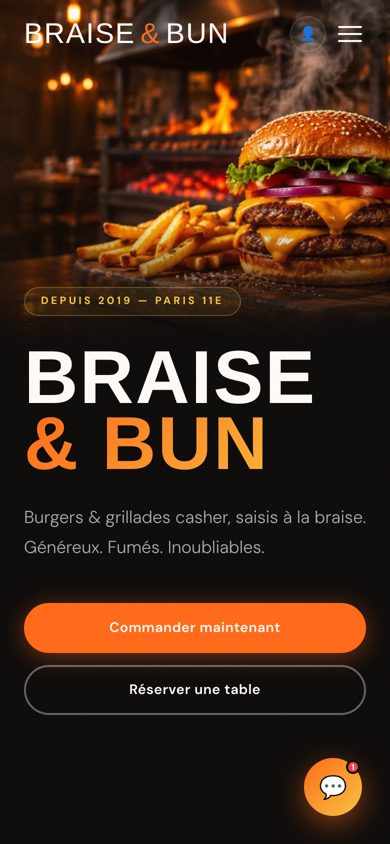 BRAISE & BUN
DEPUIS 2019 — PARIS 11E
BRAISE
& BUN
Burgers & grillades casher, saisis à la braise.
Généreux. Fumés. Inoubliables.
Commander maintenant
Réserver une table
1